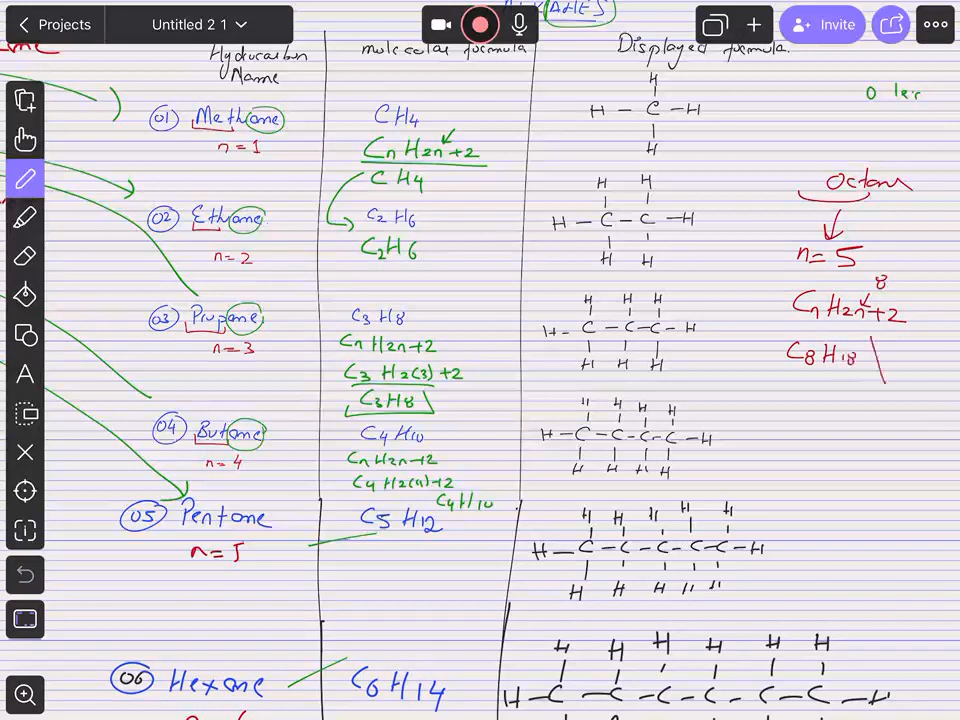 Projects
Untitled 2 1
Invite
ALKANES
Hydrocarbon
Name
molecular formula
Displayed formula.
01 Methane
n=1
CH4
CnH2n+2
CH4
H
H — C — H
H
02 Ethane
n=2
C2H6
C2H6
H H
H — C — C — H
H H
03 Propane
n=3
C3H8
CnH2n+2
C3 H2(3)+2
C3H8
H H H
H — C — C — C — H
H H H
04 Butane
n=4
C4H10
CnH2n+2
C4 H2(4)+2
C4H10
H H H H
H — C — C — C — C — H
H H H H
05 Pentane
n=5
C5H12
H H H H H
H — C — C — C — C — C — H
H H H H H
06 Hexane
C6H14
H H H H H H
H — C — C — C — C — C — C — H
Octane
n=5
8
CnH2n+2
C8H18